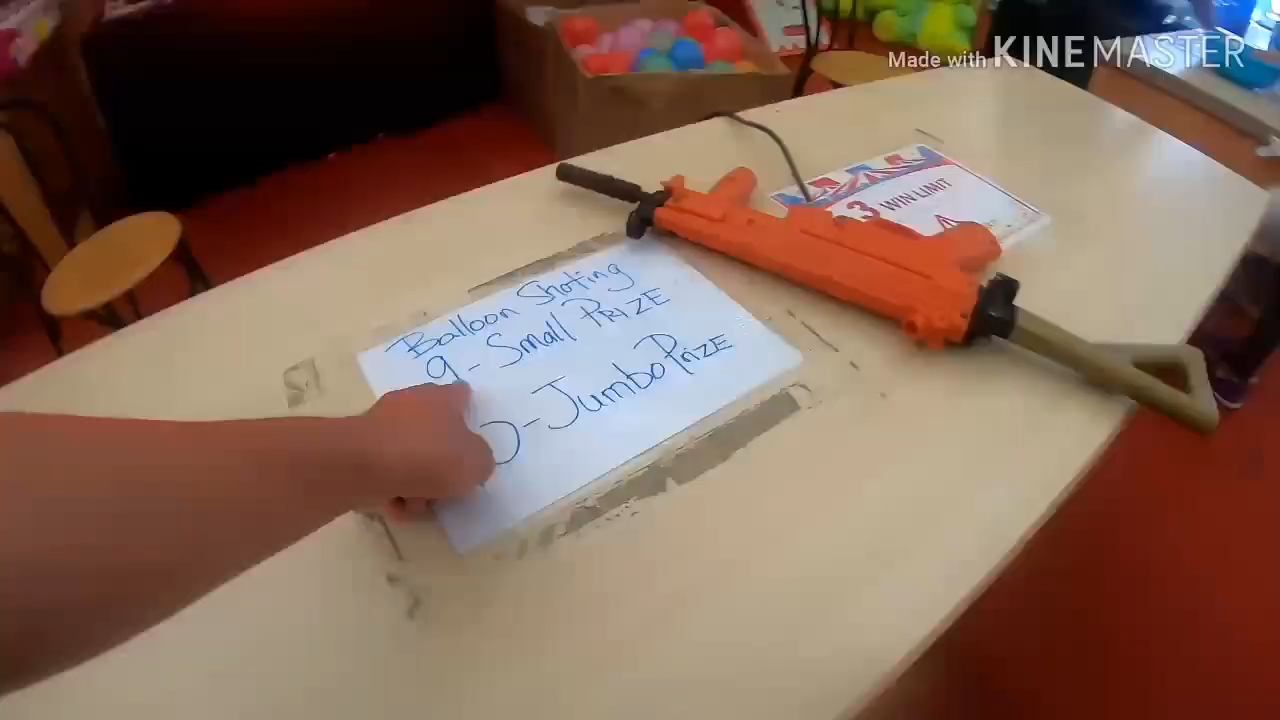 Made with KINEMASTER
3 WIN LIMIT
Balloon Shoting
9 - Small PRIZE
- Jumbo PRIZE